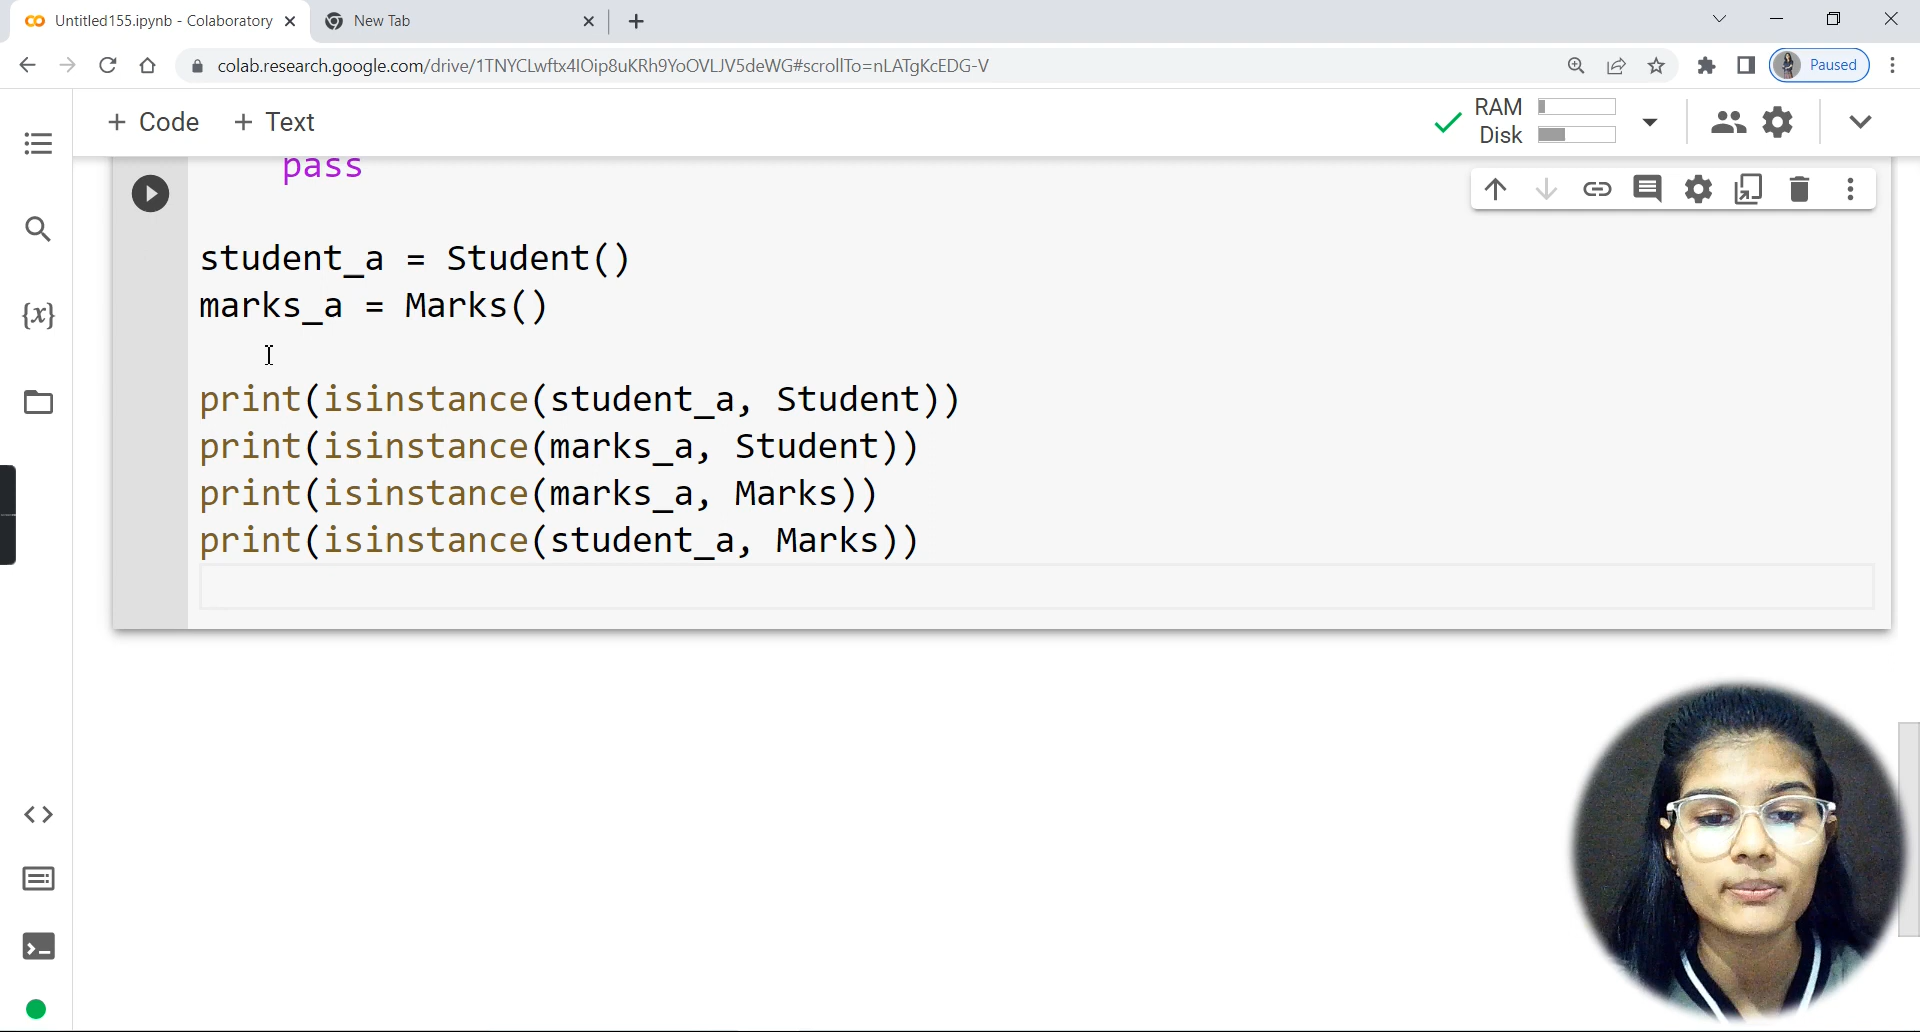 Untitled155.ipynb - Colaboratory
New Tab
colab.research.google.com/drive/1TNYCLwftx4IOip8uKRh9YoOVLJV5deWG#scrollTo=nLATgKcEDG-V
Paused
+ Code + Text
RAM
Disk
pass
student_a = Student()
marks_a = Marks()
print(isinstance(student_a, Student))
print(isinstance(marks_a, Student))
print(isinstance(marks_a, Marks))
print(isinstance(student_a, Marks))
{x}